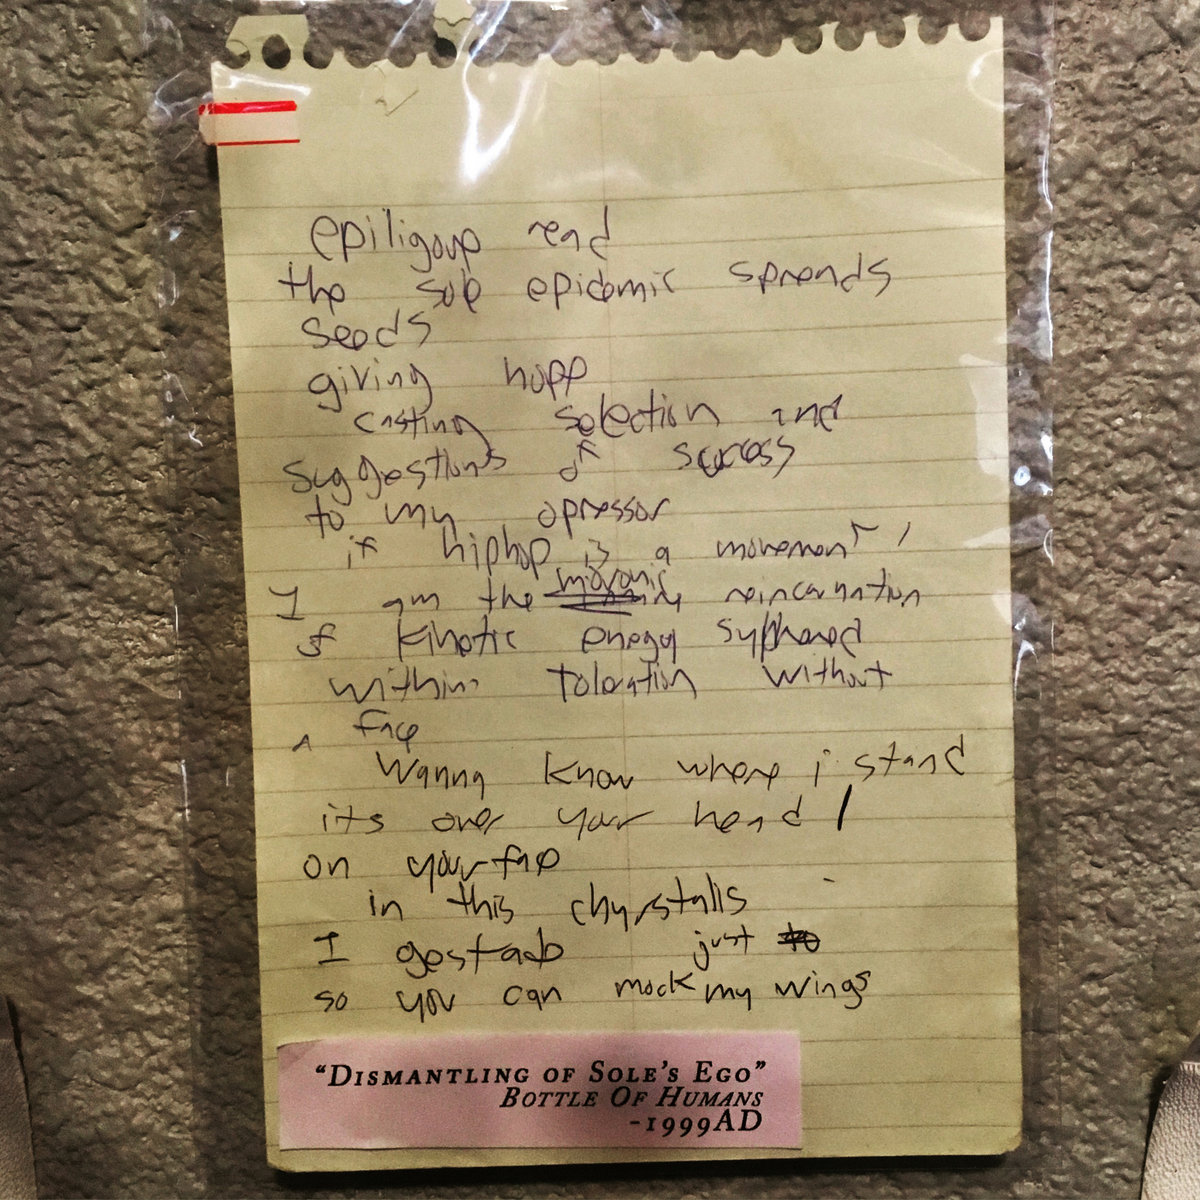 epiligoup read
the sole epidemic spreads
seeds
giving hope
casting selection and
suggestions of success
to my opressor
if hiphop is a movement /
I am the moronic reincarnation
of kinetic enegy syphoned
within toleration without
A face
Wanna know where i stand
its over your head /
on your face
in this chyrstalis
I gestaab just
so you can mock my wings
"DISMANTLING OF SOLE'S EGO"
BOTTLE OF HUMANS
-1999AD